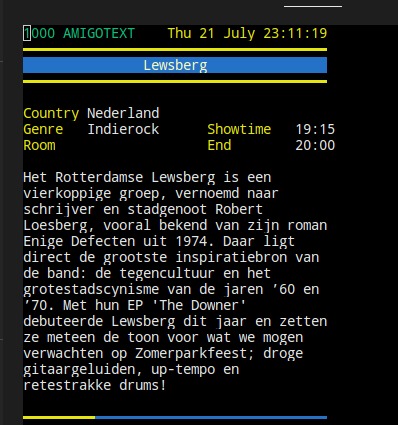 1000 AMIGOTEXT Thu 21 July 23:11:19
Lewsberg
Country Nederland
Genre Indierock Showtime 19:15
Room End 20:00
Het Rotterdamse Lewsberg is een
vierkoppige groep, vernoemd naar
schrijver en stadgenoot Robert
Loesberg, vooral bekend van zijn roman
Enige Defecten uit 1974. Daar ligt
direct de grootste inspiratiebron van
de band: de tegencultuur en het
grotestadscynisme van de jaren ’60 en
’70. Met hun EP 'The Downer'
debuteerde Lewsberg dit jaar en zetten
ze meteen de toon voor wat we mogen
verwachten op Zomerparkfeest; droge
gitaargeluiden, up-tempo en
retestrakke drums!